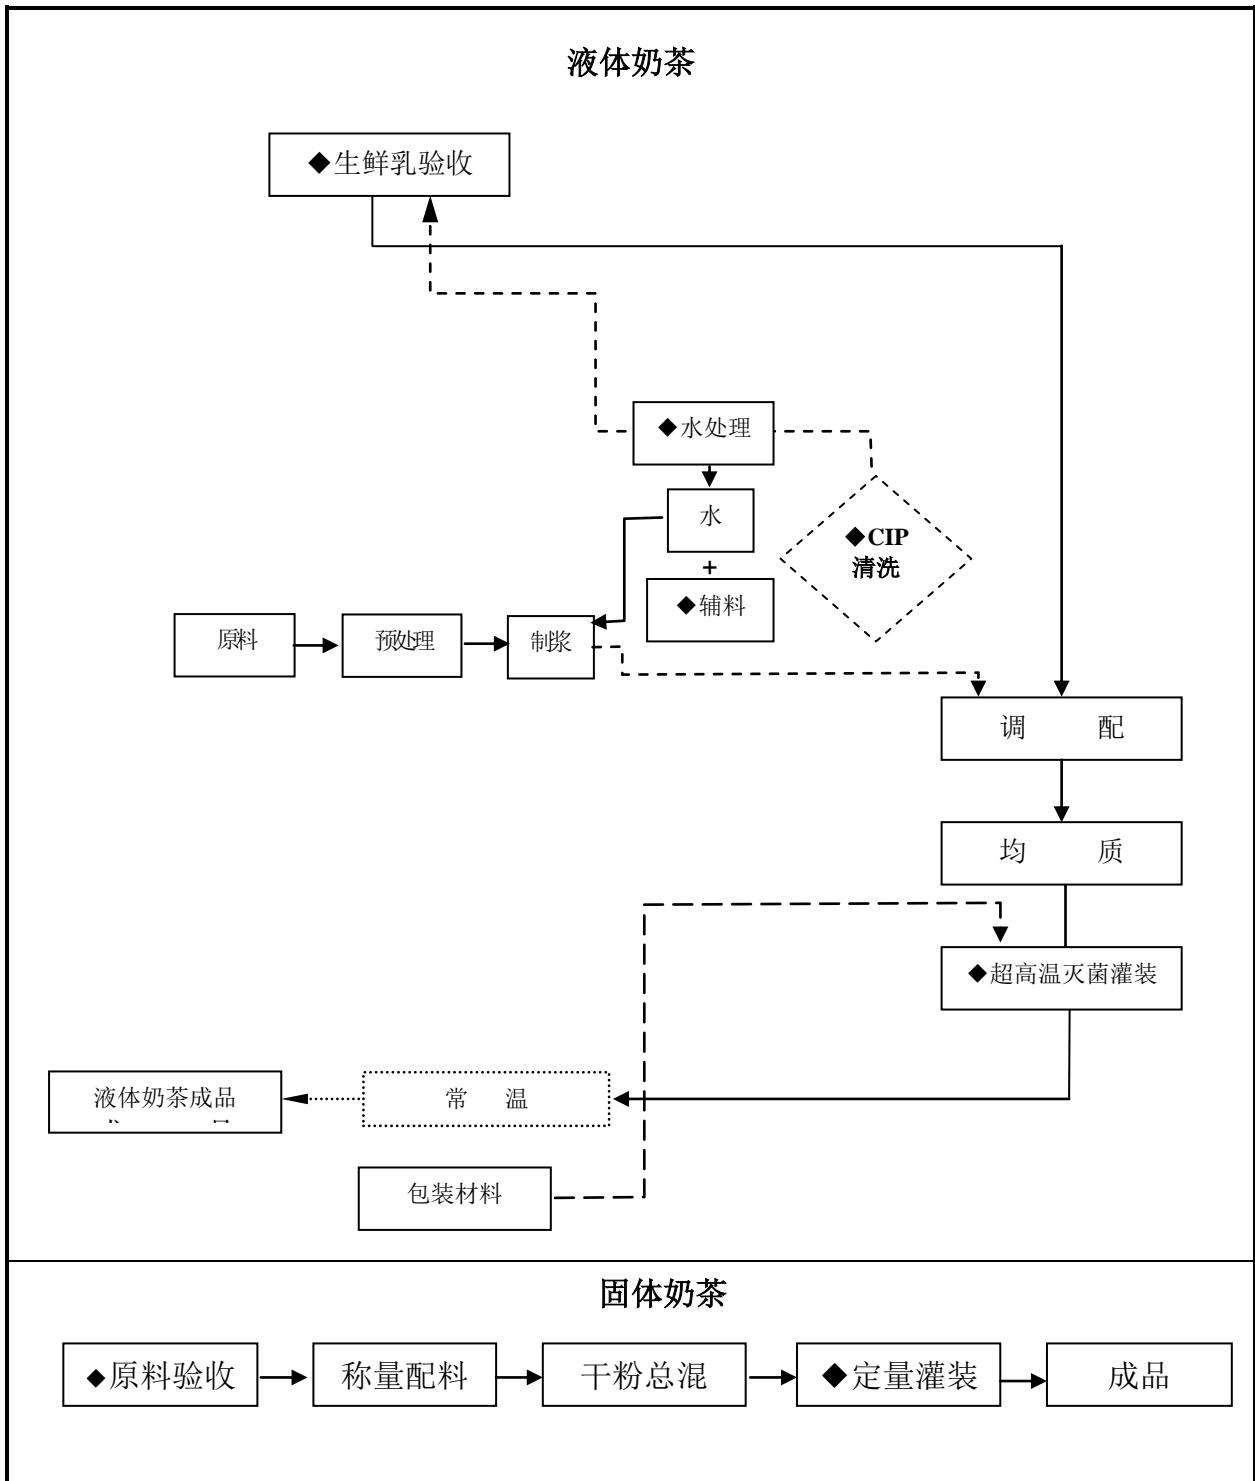 液体奶茶
◆生鲜乳验收
◆水处理
水
+
◆CIP
清洗
◆辅料
原料
预处理
制浆
调 配
均 质
◆超高温灭菌灌装
液体奶茶成品
常 温
包装材料
固体奶茶
◆原料验收
称量配料
干粉总混
◆定量灌装
成品